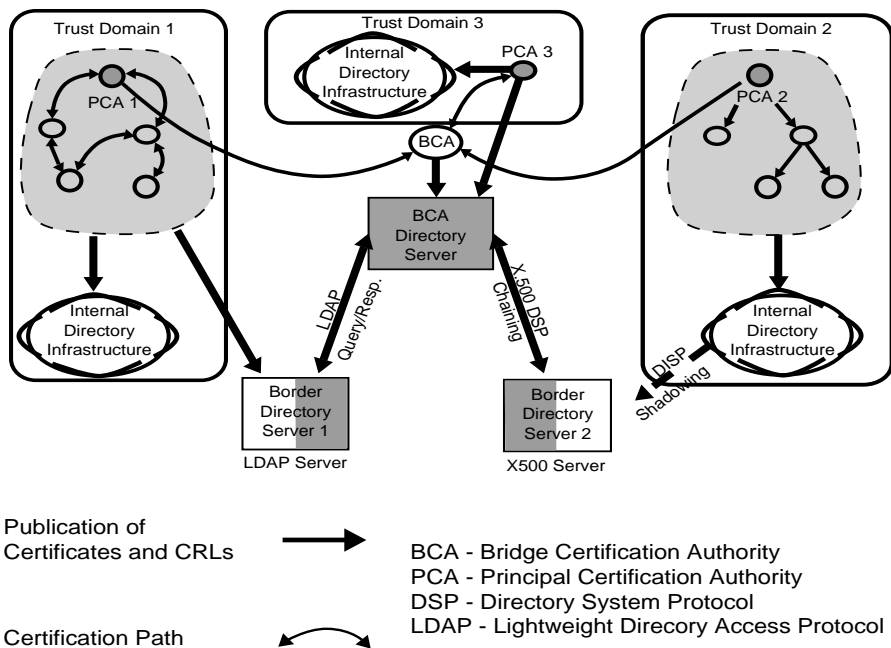 Trust Domain 1
PCA 1
Internal
Directory
Infrastructure
Trust Domain 3
Internal
Directory
Infrastructure
PCA 3
BCA
BCA
Directory
Server
LDAP
Query/Resp.
X.500 DSP
Chaining
Border
Directory
Server 1
LDAP Server
Border
Directory
Server 2
X500 Server
Trust Domain 2
PCA 2
Internal
Directory
Infrastructure
DISP
Shadowing
Publication of
Certificates and CRLs
Certification Path
BCA - Bridge Certification Authority
PCA - Principal Certification Authority
DSP - Directory System Protocol
LDAP - Lightweight Direcory Access Protocol